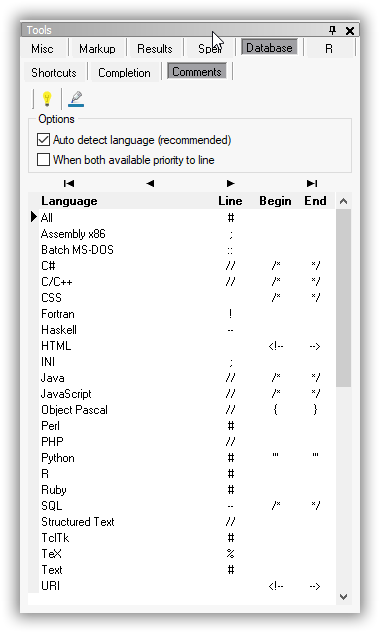 Tools
Misc Markup Results Spell Database R
Shortcuts Completion Comments
Options
Auto detect language (recommended)
When both available priority to line
Language Line Begin End
All #
Assembly x86 ;
Batch MS-DOS ::
C# // /* */
C/C++ // /* */
CSS /* */
Fortran !
Haskell --
HTML <!-- -->
INI ;
Java // /* */
JavaScript // /* */
Object Pascal // { }
Perl #
PHP //
Python # ''' '''
R #
Ruby #
SQL -- /* */
Structured Text //
TclTk #
TeX %
Text #
URI <!-- -->